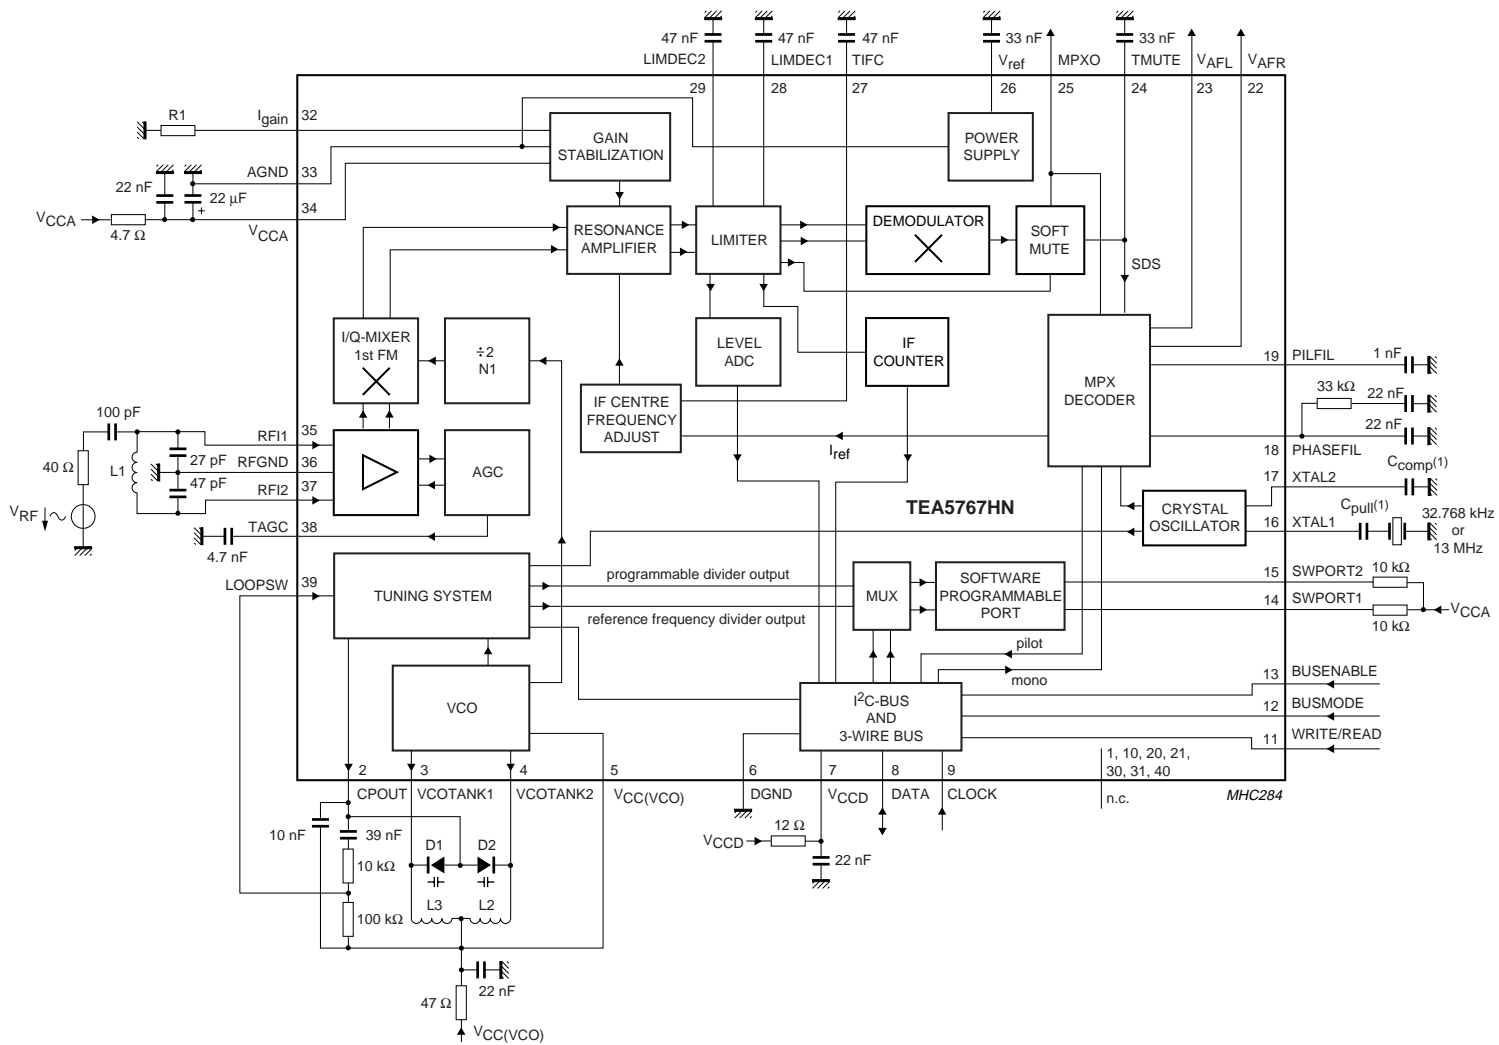 47 nF
47 nF
47 nF
33 nF
33 nF
LIMDEC2
LIMDEC1
TIFC
Vref
MPXO
TMUTE
VAFL
VAFR
29
28
27
26
25
24
23
22
R1
Igain
32
GAIN
STABILIZATION
POWER
SUPPLY
AGND
33
22 nF
22 μF
+
34
VCCA
4.7 Ω
VCCA
RESONANCE
AMPLIFIER
LIMITER
DEMODULATOR
SOFT
MUTE
SDS
I/Q-MIXER
1st FM
÷2
N1
LEVEL
ADC
IF
COUNTER
MPX
DECODER
19
PILFIL
1 nF
33 kΩ
22 nF
22 nF
18
PHASEFIL
IF CENTRE
FREQUENCY
ADJUST
Iref
100 pF
35
RFI1
27 pF
RFGND
36
47 pF
RFI2
37
40 Ω
L1
VRF
AGC
TAGC
38
4.7 nF
TEA5767HN
Ccomp(1)
17
XTAL2
CRYSTAL
OSCILLATOR
Cpull(1)
16
XTAL1
32.768 kHz
or
13 MHz
LOOPSW
39
TUNING SYSTEM
programmable divider output
reference frequency divider output
MUX
SOFTWARE
PROGRAMMABLE
PORT
15
SWPORT2
10 kΩ
14
SWPORT1
10 kΩ
VCCA
pilot
mono
VCO
I2C-BUS
AND
3-WIRE BUS
13
BUSENABLE
12
BUSMODE
11
WRITE/READ
1, 10, 20, 21,
30, 31, 40
n.c.
MHC284
2
3
4
5
6
7
8
9
CPOUT
VCOTANK1
VCOTANK2
VCC(VCO)
DGND
VCCD
DATA
CLOCK
10 nF
39 nF
10 kΩ
100 kΩ
D1
D2
L3
L2
VCCD
12 Ω
22 nF
22 nF
47 Ω
VCC(VCO)